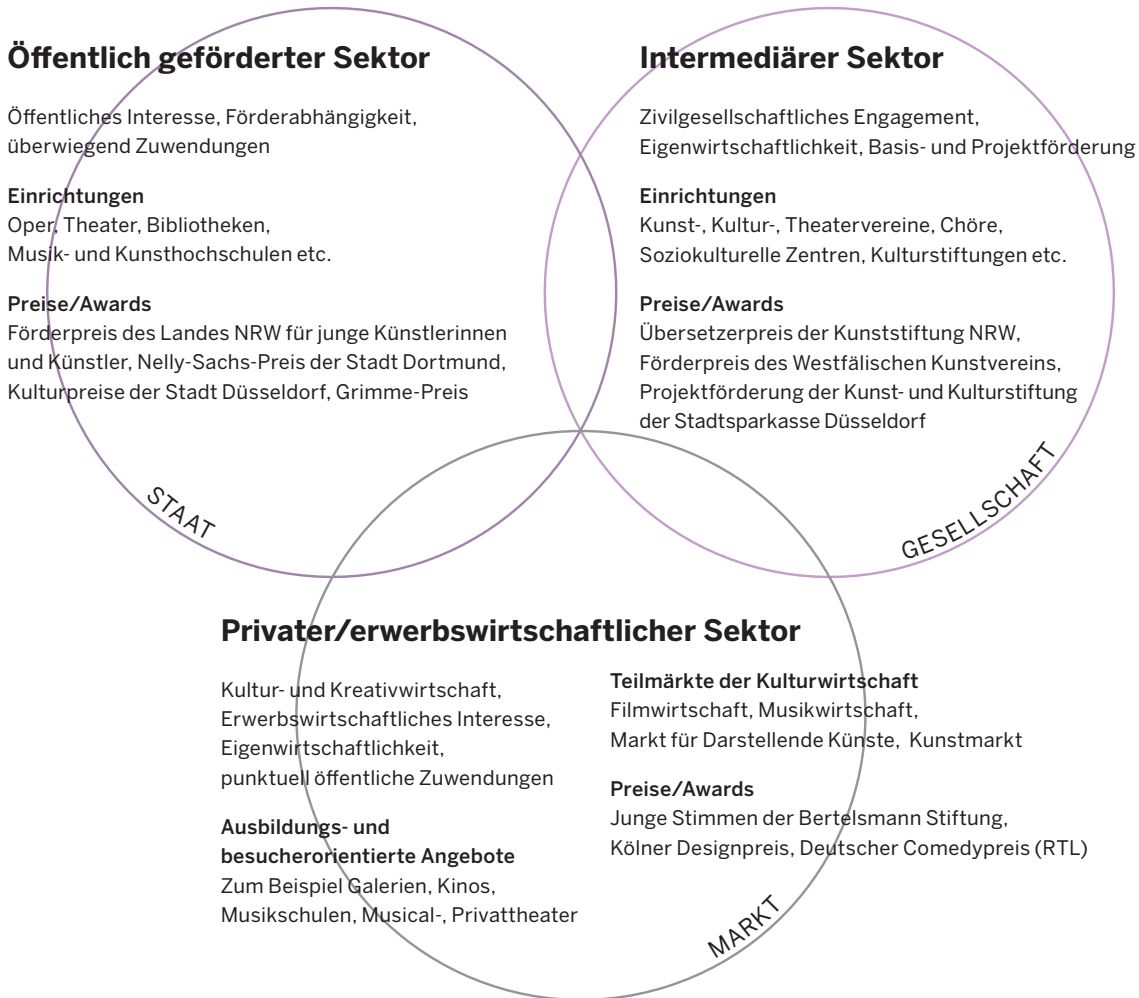 Öffentlich geförderter Sektor
Öffentliches Interesse, Förderabhängigkeit,
überwiegend Zuwendungen
Einrichtungen
Oper, Theater, Bibliotheken,
Musik- und Kunsthochschulen etc.
Preise/Awards
Förderpreis des Landes NRW für junge Künstlerinnen
und Künstler, Nelly-Sachs-Preis der Stadt Dortmund,
Kulturpreise der Stadt Düsseldorf, Grimme-Preis
STAAT
Intermediärer Sektor
Zivilgesellschaftliches Engagement,
Eigenwirtschaftlichkeit, Basis- und Projektförderung
Einrichtungen
Kunst-, Kultur-, Theatervereine, Chöre,
Soziokulturelle Zentren, Kulturstiftungen etc.
Preise/Awards
Übersetzerpreis der Kunststiftung NRW,
Förderpreis des Westfälischen Kunstvereins,
Projektförderung der Kunst- und Kulturstiftung
der Stadtsparkasse Düsseldorf
GESELLSCHAFT
Privater/erwerbswirtschaftlicher Sektor
Kultur- und Kreativwirtschaft,
Erwerbswirtschaftliches Interesse,
Eigenwirtschaftlichkeit,
punktuell öffentliche Zuwendungen
Ausbildungs- und
besucherorientierte Angebote
Zum Beispiel Galerien, Kinos,
Musikschulen, Musical-, Privattheater
Teilmärkte der Kulturwirtschaft
Filmwirtschaft, Musikwirtschaft,
Markt für Darstellende Künste, Kunstmarkt
Preise/Awards
Junge Stimmen der Bertelsmann Stiftung,
Kölner Designpreis, Deutscher Comedypreis (RTL)
MARKT